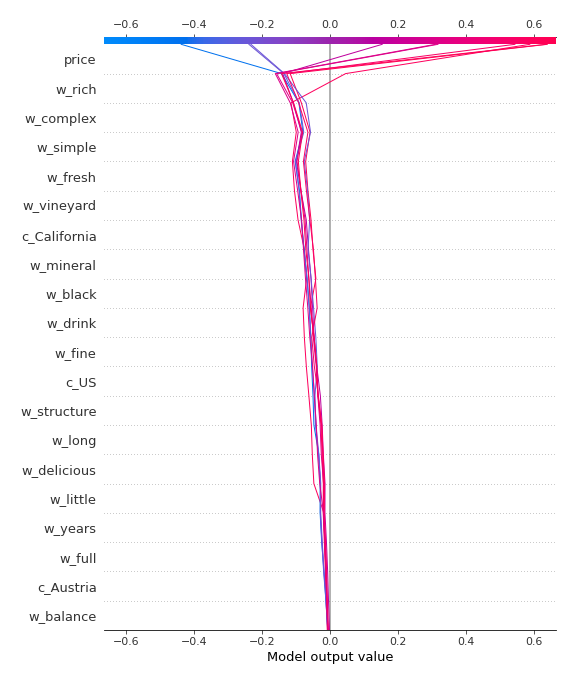 −0.6 −0.4 −0.2 0.0 0.2 0.4 0.6
price
w_rich
w_complex
w_simple
w_fresh
w_vineyard
c_California
w_mineral
w_black
w_drink
w_fine
c_US
w_structure
w_long
w_delicious
w_little
w_years
w_full
c_Austria
w_balance
−0.6 −0.4 −0.2 0.0 0.2 0.4 0.6
Model output value